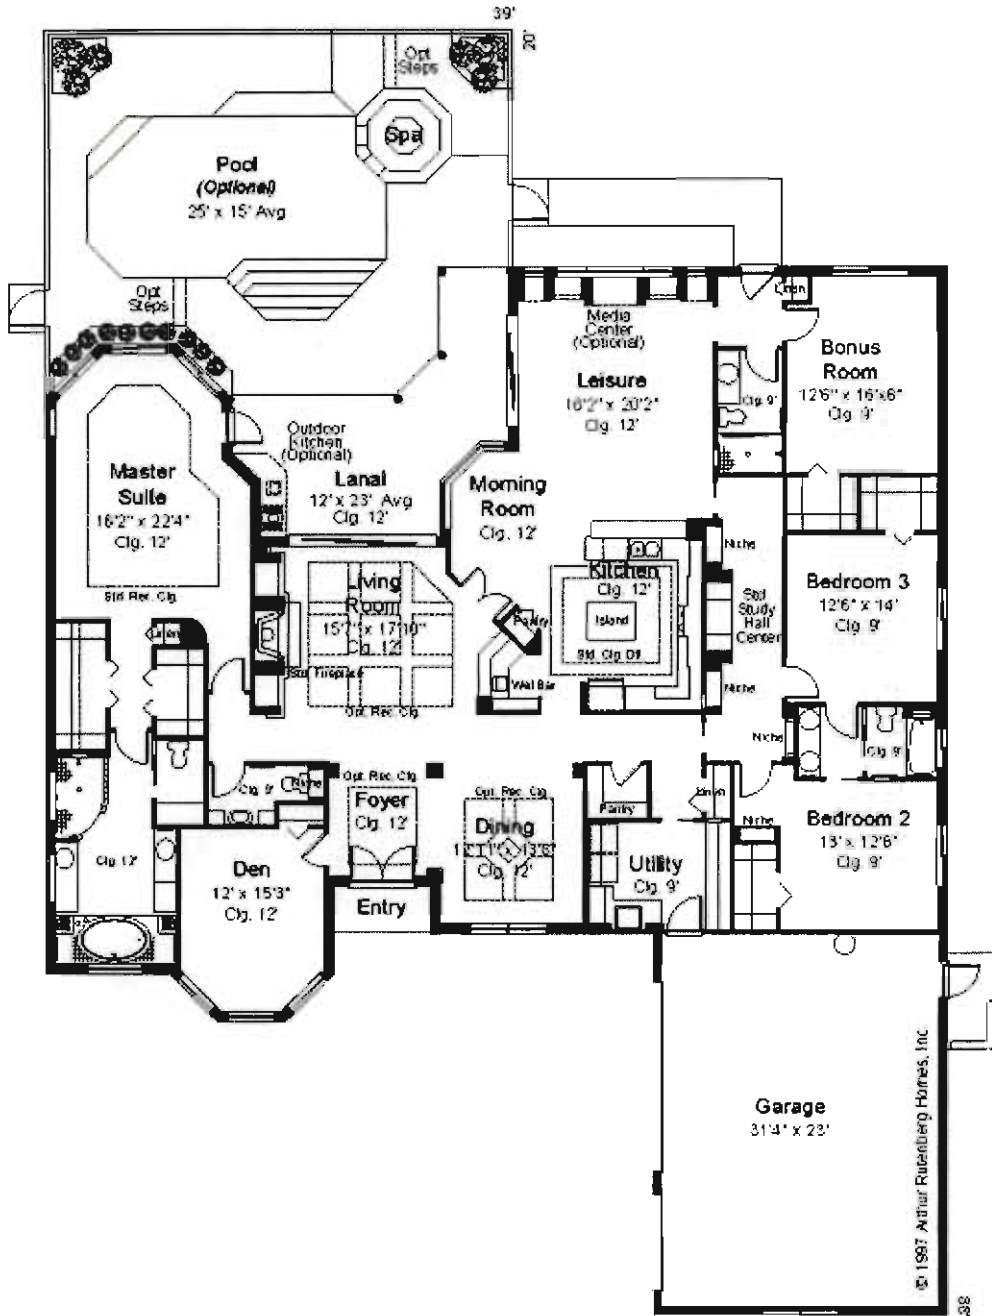 39'
20'
Opt
Steps
Spa
Pool
(Optional)
25' x 15' Avg
Opt
Steps
Linen
Media
Center
(Optional)
Bonus
Room
12'6" x 16'x6"
Clg. 9'
Leisure
16'2" x 20'2"
Clg. 12'
Clg. 9'
Outdoor
Kitchen
(Optional)
Master
Suite
16'2" x 22'4"
Clg. 12'
Std. Rec. Clg.
Lanai
12' x 23' Avg
Clg. 12'
Morning
Room
Clg. 12'
Niche
Kitchen
Clg. 12'
Island
Std. Clg. Dtl
Living
Room
Clg. 12'
Std. Fireplace
Opt. Rec. Clg.
Pantry
Wet Bar
Std
Study
Hall
Center
Bedroom 3
12'6" x 14'
Clg. 9'
Linen
Niche
Niche
Clg. 9'
Opt. Rec. Clg.
Foyer
Clg. 12'
Clg. 9'
Niche
Opt. Rec. Clg.
Dining
Clg. 12'
Pantry
Linen
Niche
Bedroom 2
13' x 12'6"
Clg. 9'
Clg. 12'
Den
12' x 15'3"
Clg. 12'
Entry
Utility
Clg. 9'
Garage
31'4" x 23'
© 1997 Arthur Rutenberg Homes, Inc.
38